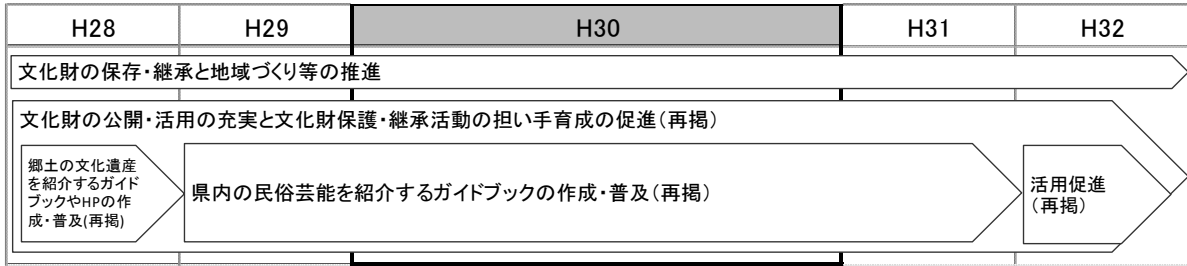 H28 H29 H30 H31 H32
文化財の保存・継承と地域づくり等の推進
文化財の公開・活用の充実と文化財保護・継承活動の担い手育成の促進(再掲)
郷土の文化遺産
を紹介するガイド
ブックやHPの作
成・普及(再掲)
県内の民俗芸能を紹介するガイドブックの作成・普及(再掲)
活用促進
(再掲)